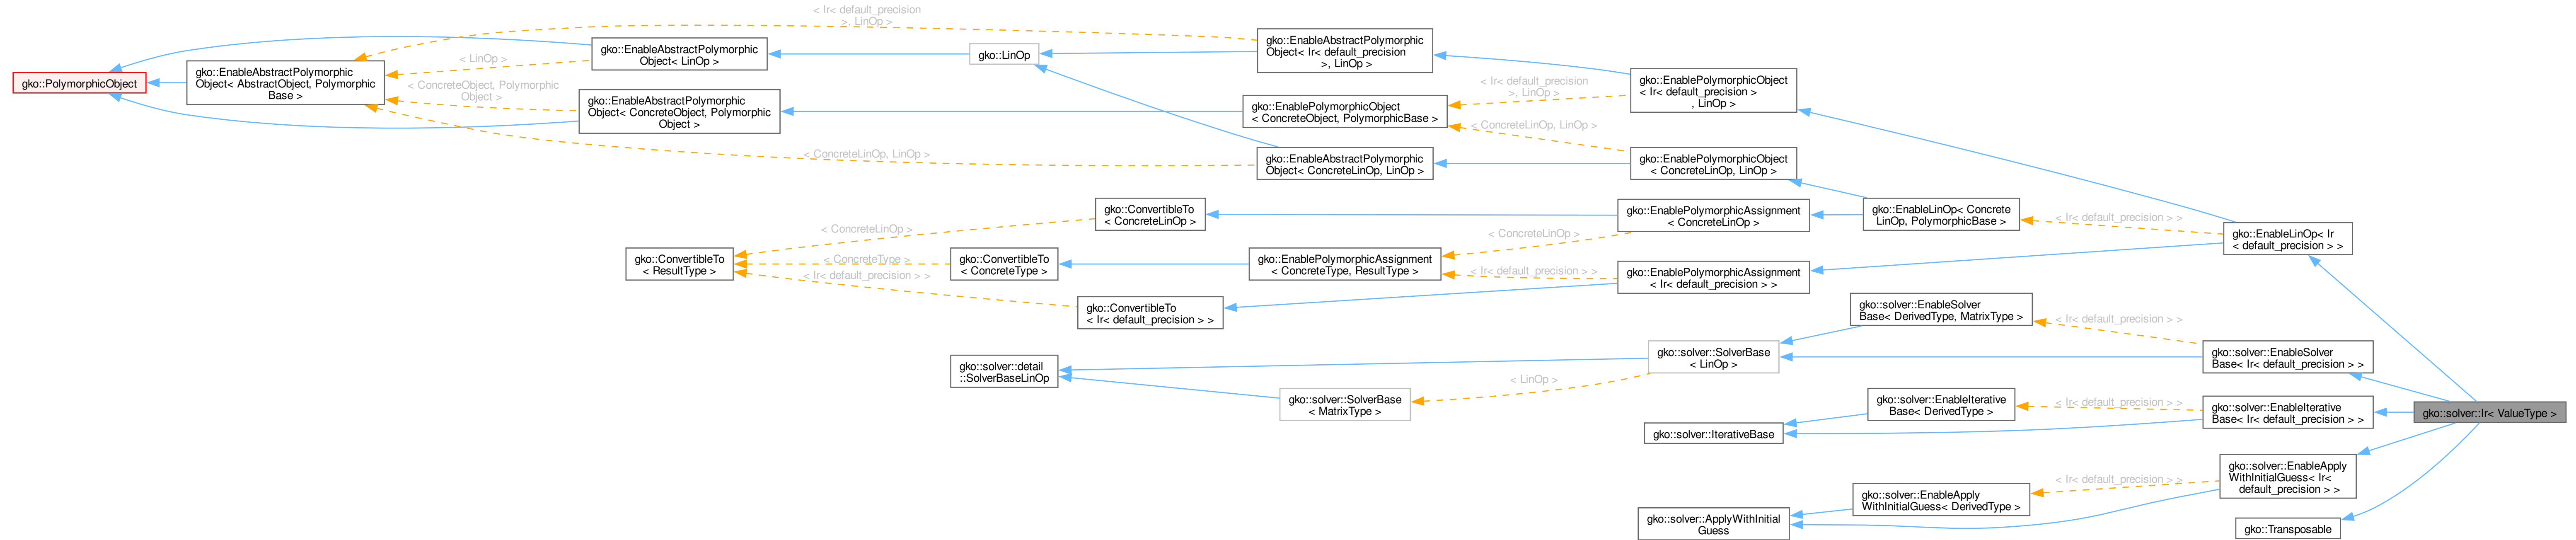 gko::PolymorphicObject
gko::EnableAbstractPolymorphic
Object< AbstractObject, Polymorphic
Base >
< Ir< default_precision
>, LinOp >
< LinOp >
< ConcreteObject, Polymorphic
Object >
gko::EnableAbstractPolymorphic
Object< LinOp >
gko::EnableAbstractPolymorphic
Object< ConcreteObject, Polymorphic
Object >
< ConcreteLinOp, LinOp >
gko::LinOp
gko::EnableAbstractPolymorphic
Object< Ir< default_precision
>, LinOp >
gko::EnablePolymorphicObject
< ConcreteObject, PolymorphicBase >
gko::EnableAbstractPolymorphic
Object< ConcreteLinOp, LinOp >
< Ir< default_precision
>, LinOp >
< ConcreteLinOp, LinOp >
gko::EnablePolymorphicObject
< Ir< default_precision >
, LinOp >
gko::EnablePolymorphicObject
< ConcreteLinOp, LinOp >
gko::ConvertibleTo
< ResultType >
< ConcreteLinOp >
< ConcreteType >
< Ir< default_precision > >
gko::ConvertibleTo
< ConcreteLinOp >
gko::ConvertibleTo
< ConcreteType >
gko::ConvertibleTo
< Ir< default_precision > >
gko::EnablePolymorphicAssignment
< ConcreteType, ResultType >
< ConcreteLinOp >
< Ir< default_precision > >
gko::EnablePolymorphicAssignment
< ConcreteLinOp >
gko::EnablePolymorphicAssignment
< Ir< default_precision > >
gko::EnableLinOp< Concrete
LinOp, PolymorphicBase >
< Ir< default_precision > >
gko::EnableLinOp< Ir
< default_precision > >
gko::solver::detail
::SolverBaseLinOp
gko::solver::SolverBase
< MatrixType >
< LinOp >
gko::solver::SolverBase
< LinOp >
gko::solver::EnableSolver
Base< DerivedType, MatrixType >
< Ir< default_precision > >
gko::solver::EnableSolver
Base< Ir< default_precision > >
gko::solver::IterativeBase
gko::solver::EnableIterative
Base< DerivedType >
< Ir< default_precision > >
gko::solver::EnableIterative
Base< Ir< default_precision > >
gko::solver::Ir< ValueType >
gko::solver::ApplyWithInitial
Guess
gko::solver::EnableApply
WithInitialGuess< DerivedType >
< Ir< default_precision > >
gko::solver::EnableApply
WithInitialGuess< Ir<
default_precision > >
gko::Transposable